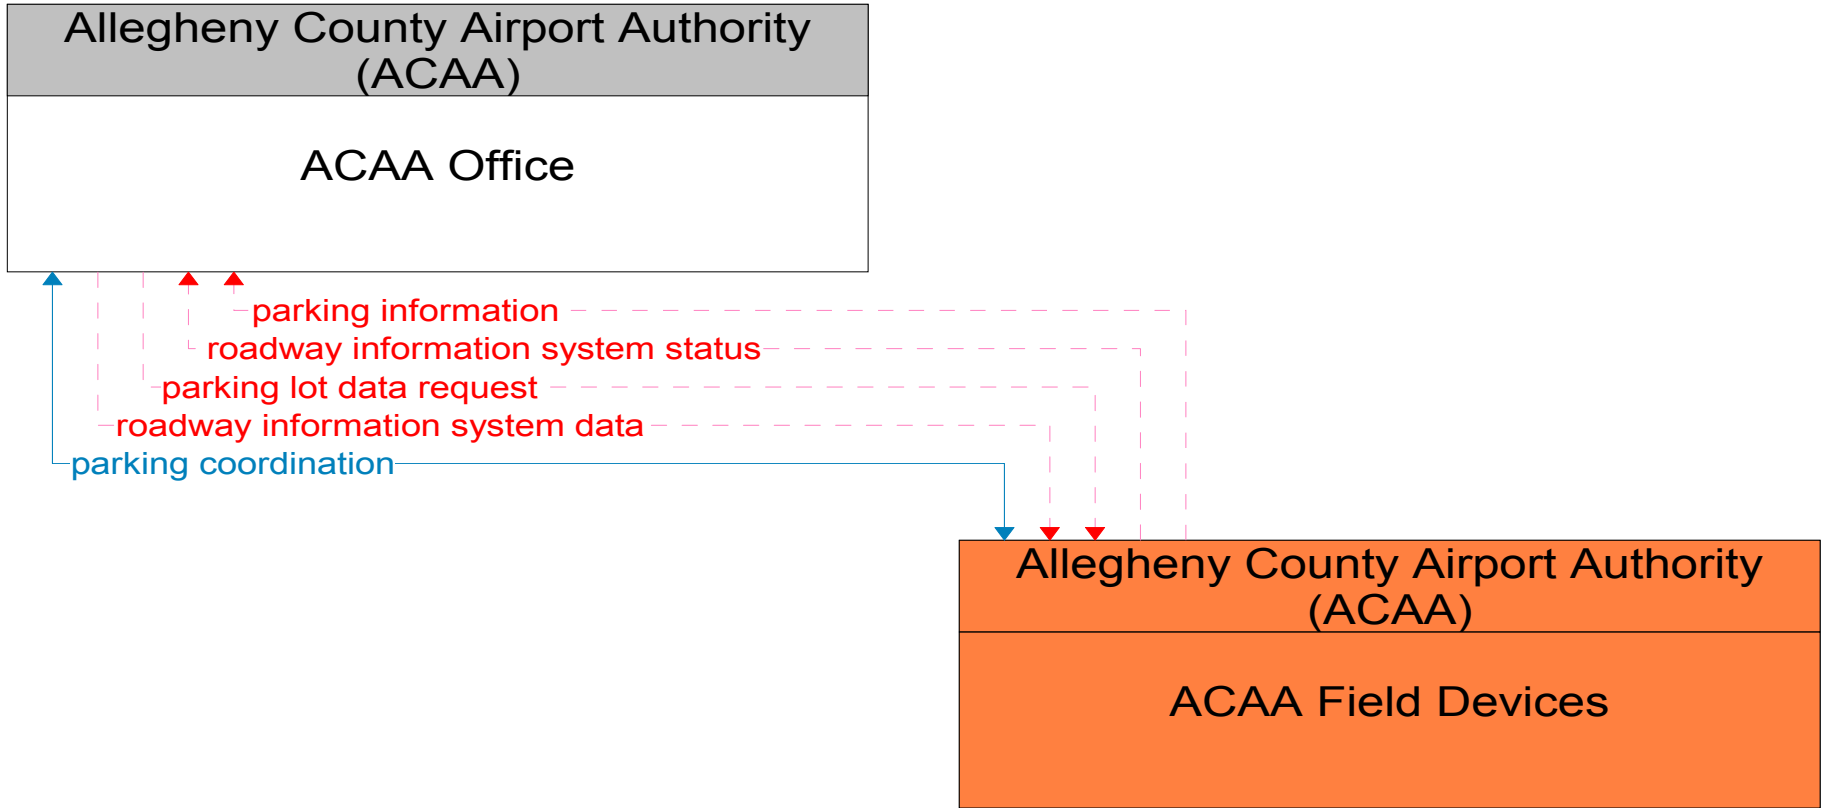 Allegheny County Airport Authority
(ACAA)
ACAA Office
parking information
roadway information system status
parking lot data request
roadway information system data
parking coordination
Allegheny County Airport Authority
(ACAA)
ACAA Field Devices